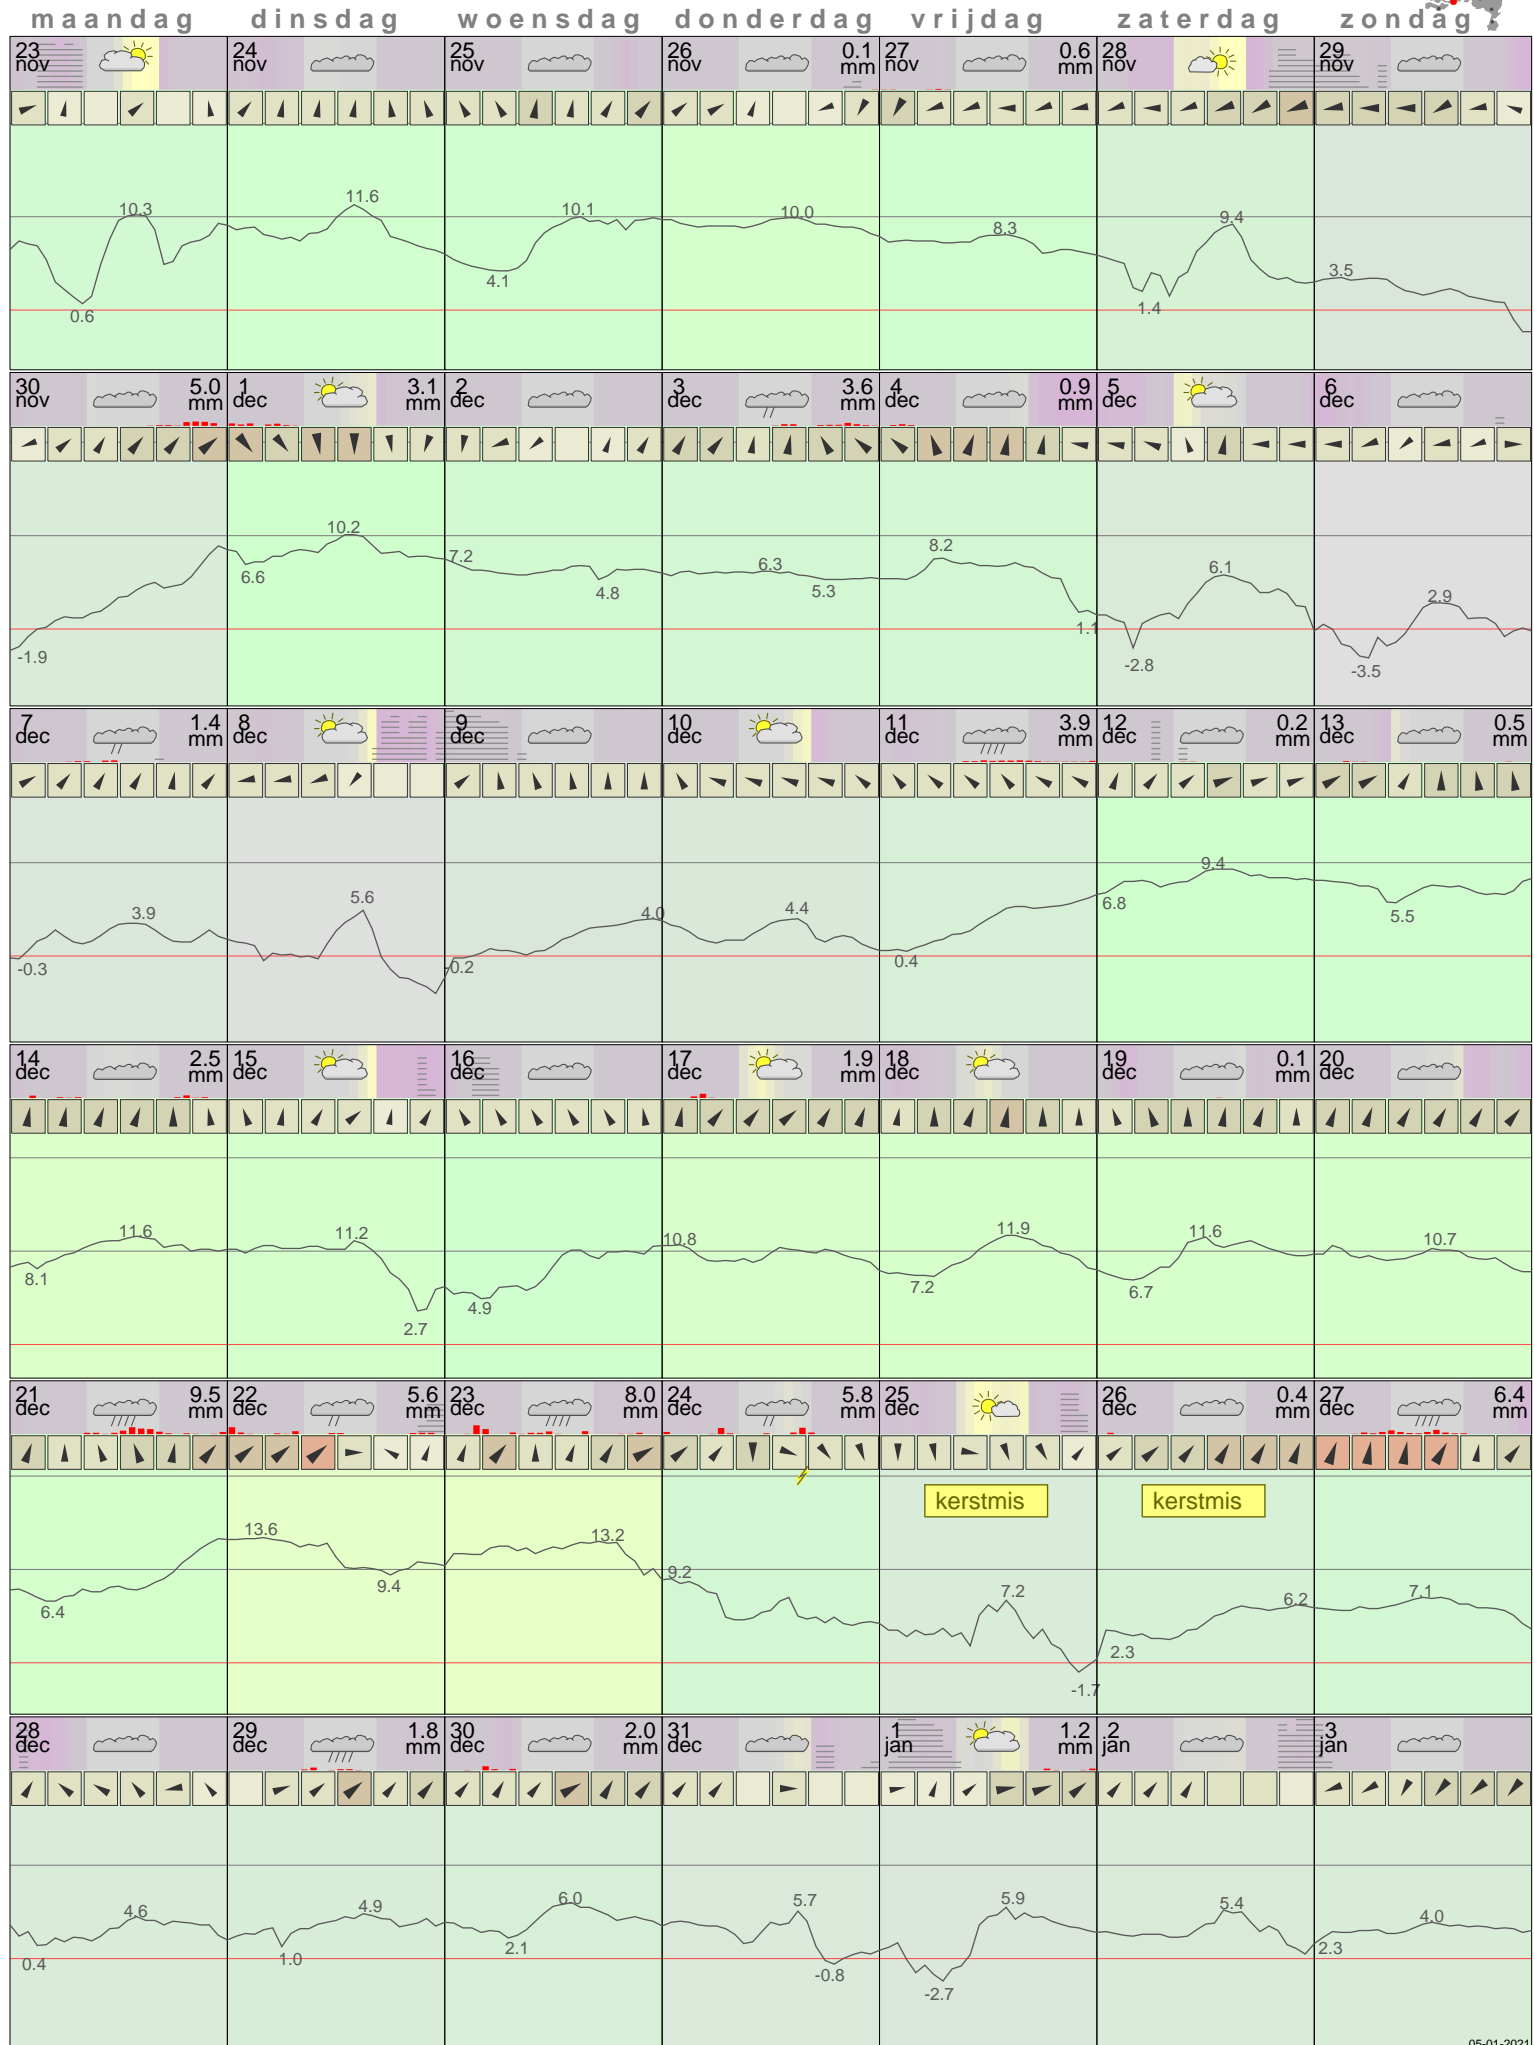 maandag dinsdag woensdag donderdag vrijdag zaterdag zondag
23 nov 24 nov 25 nov 26 nov 0.1 mm 27 nov 0.6 mm 28 nov 29 nov
10.3 0.6 11.6 4.1 10.1 10.0 8.3 1.4 9.4 3.5
30 nov 5.0 mm 1 dec 3.1 mm 2 dec 3 dec 3.6 mm 4 dec 0.9 mm 5 dec 6 dec
-1.9 6.6 10.2 7.2 4.8 6.3 5.3 8.2 1.1 -2.8 6.1 -3.5 2.9
7 dec 1.4 mm 8 dec 9 dec 10 dec 11 dec 3.9 mm 12 dec 0.2 mm 13 dec 0.5 mm
-0.3 3.9 5.6 -0.2 4.0 4.4 0.4 6.8 9.4 5.5
14 dec 2.5 mm 15 dec 16 dec 17 dec 1.9 mm 18 dec 19 dec 0.1 mm 20 dec
8.1 11.6 11.2 2.7 4.9 10.8 7.2 11.9 6.7 11.6 10.7
21 dec 9.5 mm 22 dec 5.6 mm 23 dec 8.0 mm 24 dec 5.8 mm 25 dec 26 dec 0.4 mm 27 dec 6.4 mm
kerstmis kerstmis
6.4 13.6 9.4 13.2 9.2 7.2 -1.7 2.3 6.2 7.1
28 dec 29 dec 1.8 mm 30 dec 2.0 mm 31 dec 1 jan 1.2 mm 2 jan 3 jan
0.4 4.6 1.0 4.9 2.1 6.0 5.7 -0.8 -2.7 5.9 5.4 2.3 4.0
05-01-2021